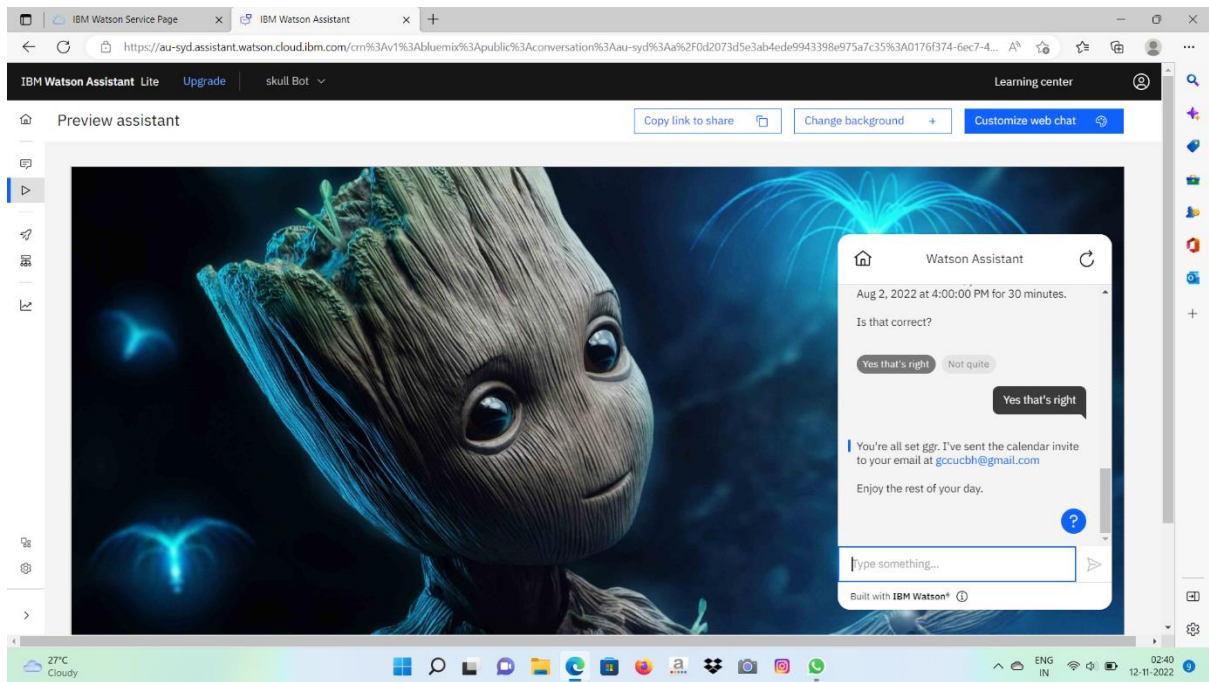 IBM Watson Service Page
IBM Watson Assistant
https://au-syd.assistant.watson.cloud.ibm.com/crn%3Av1%3Abluemix%3Apublic%3Aconversation%3Aau-syd%3Aa%2F0d2073d5e3ab4ede9943398e975a7c35%3A0176f374-6ec7-4...
IBM Watson Assistant Lite Upgrade skull Bot Learning center
Preview assistant Copy link to share Change background + Customize web chat
Watson Assistant
Aug 2, 2022 at 4:00:00 PM for 30 minutes.
Is that correct?
Yes that's right Not quite
Yes that's right
You're all set ggr. I've sent the calendar invite
to your email at gccucbh@gmail.com
Enjoy the rest of your day.
?
Type something...
Built with IBM Watson®
27°C
Cloudy
ENG
IN
02:40
12-11-2022
9